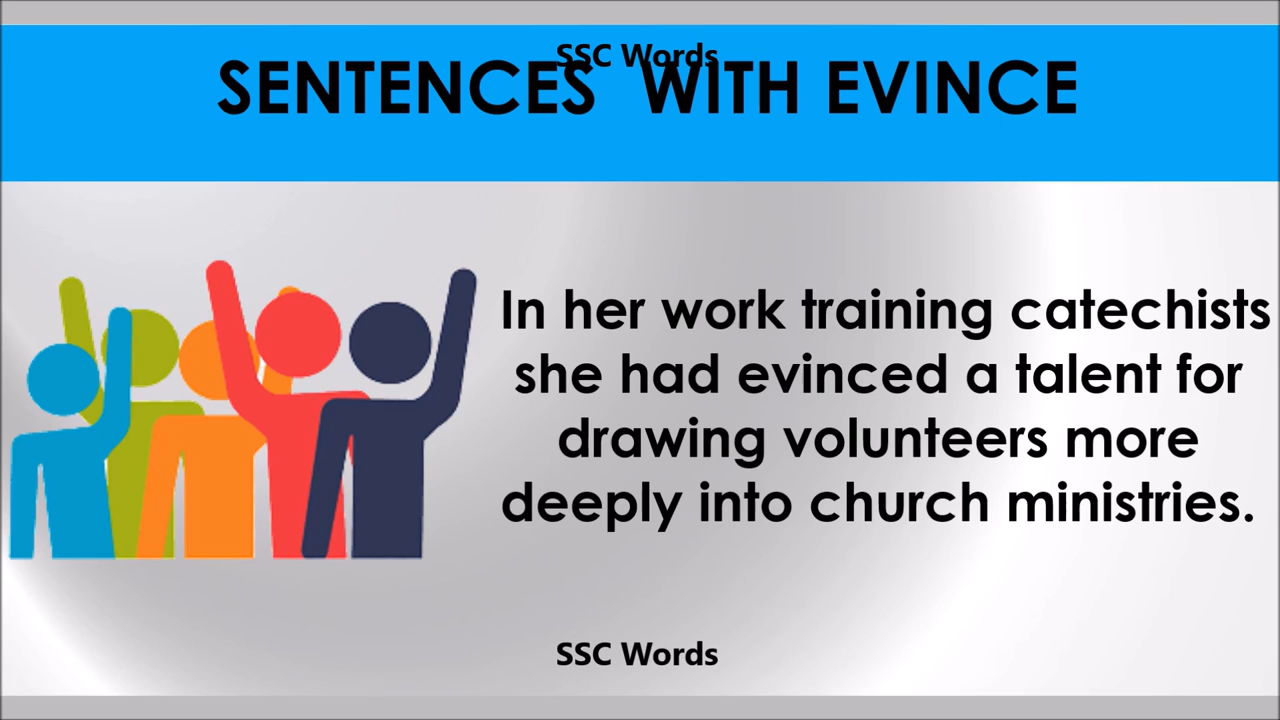 SSC Words
SENTENCES WITH EVINCE
In her work training catechists
she had evinced a talent for
drawing volunteers more
deeply into church ministries.
SSC Words